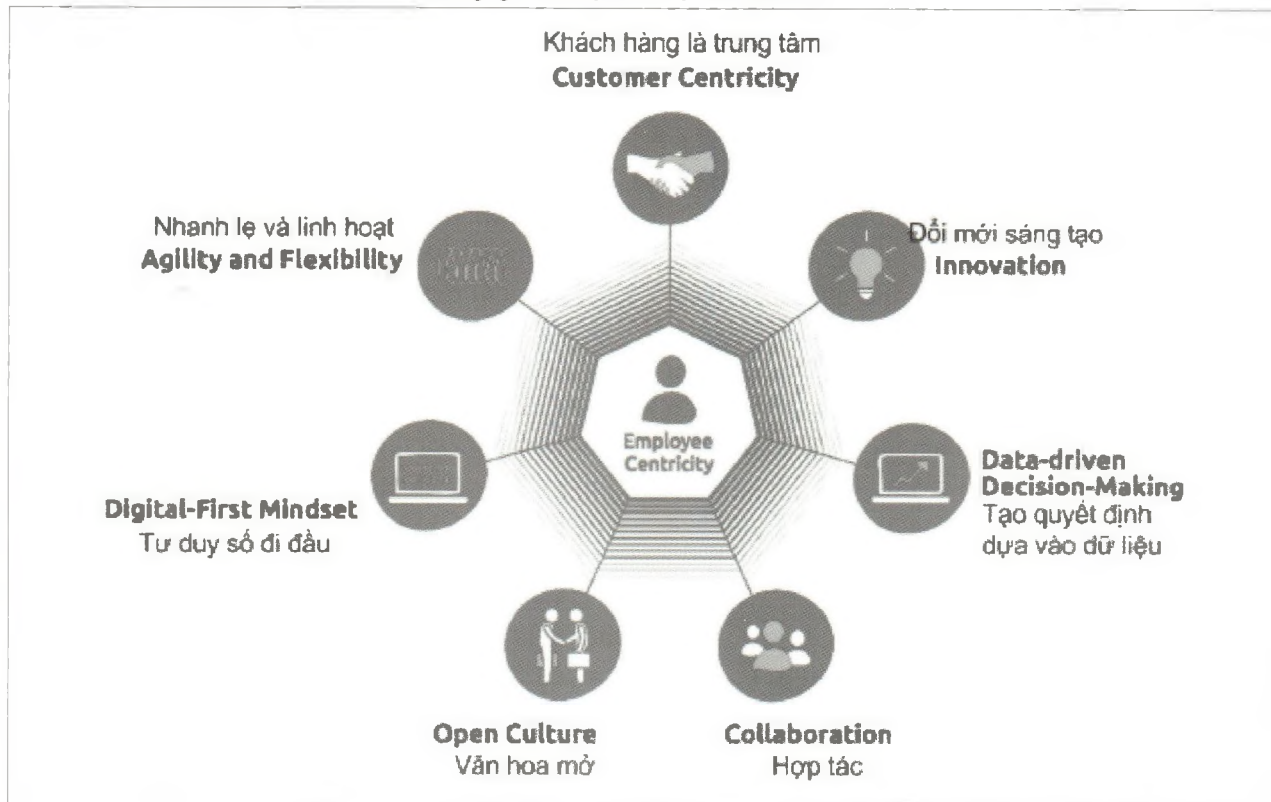 Khách hàng là trung tâm
Customer Centricity
Đổi mới sáng tạo
Innovation
Data-driven
Decision-Making
Tạo quyết định
dựa vào dữ liệu
Collaboration
Hợp tác
Open Culture
Văn hoa mở
Digital-First Mindset
Tư duy số đi đầu
Nhanh lẹ và linh hoạt
Agility and Flexibility
Employee
Centricity